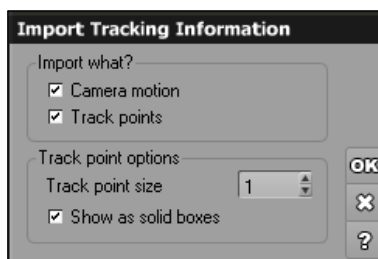 Import Tracking Information
Import what?
Camera motion
Track points
Track point options
Track point size 1
Show as solid boxes
OK
?